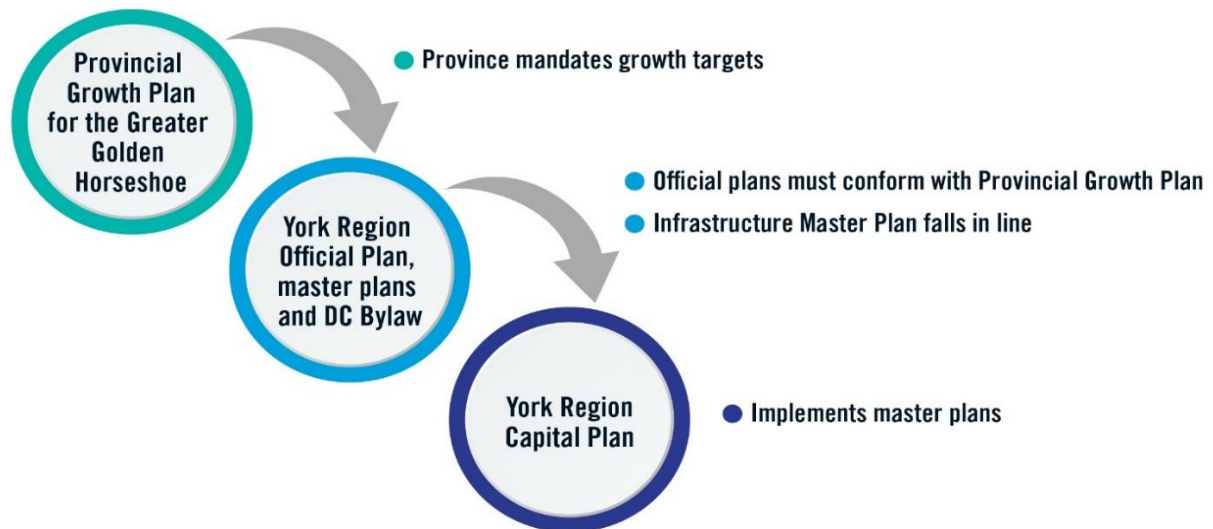 Provincial
Growth Plan
for the Greater
Golden
Horseshoe
Province mandates growth targets
York Region
Official Plan,
master plans
and DC Bylaw
Official plans must conform with Provincial Growth Plan
Infrastructure Master Plan falls in line
York Region
Capital Plan
Implements master plans